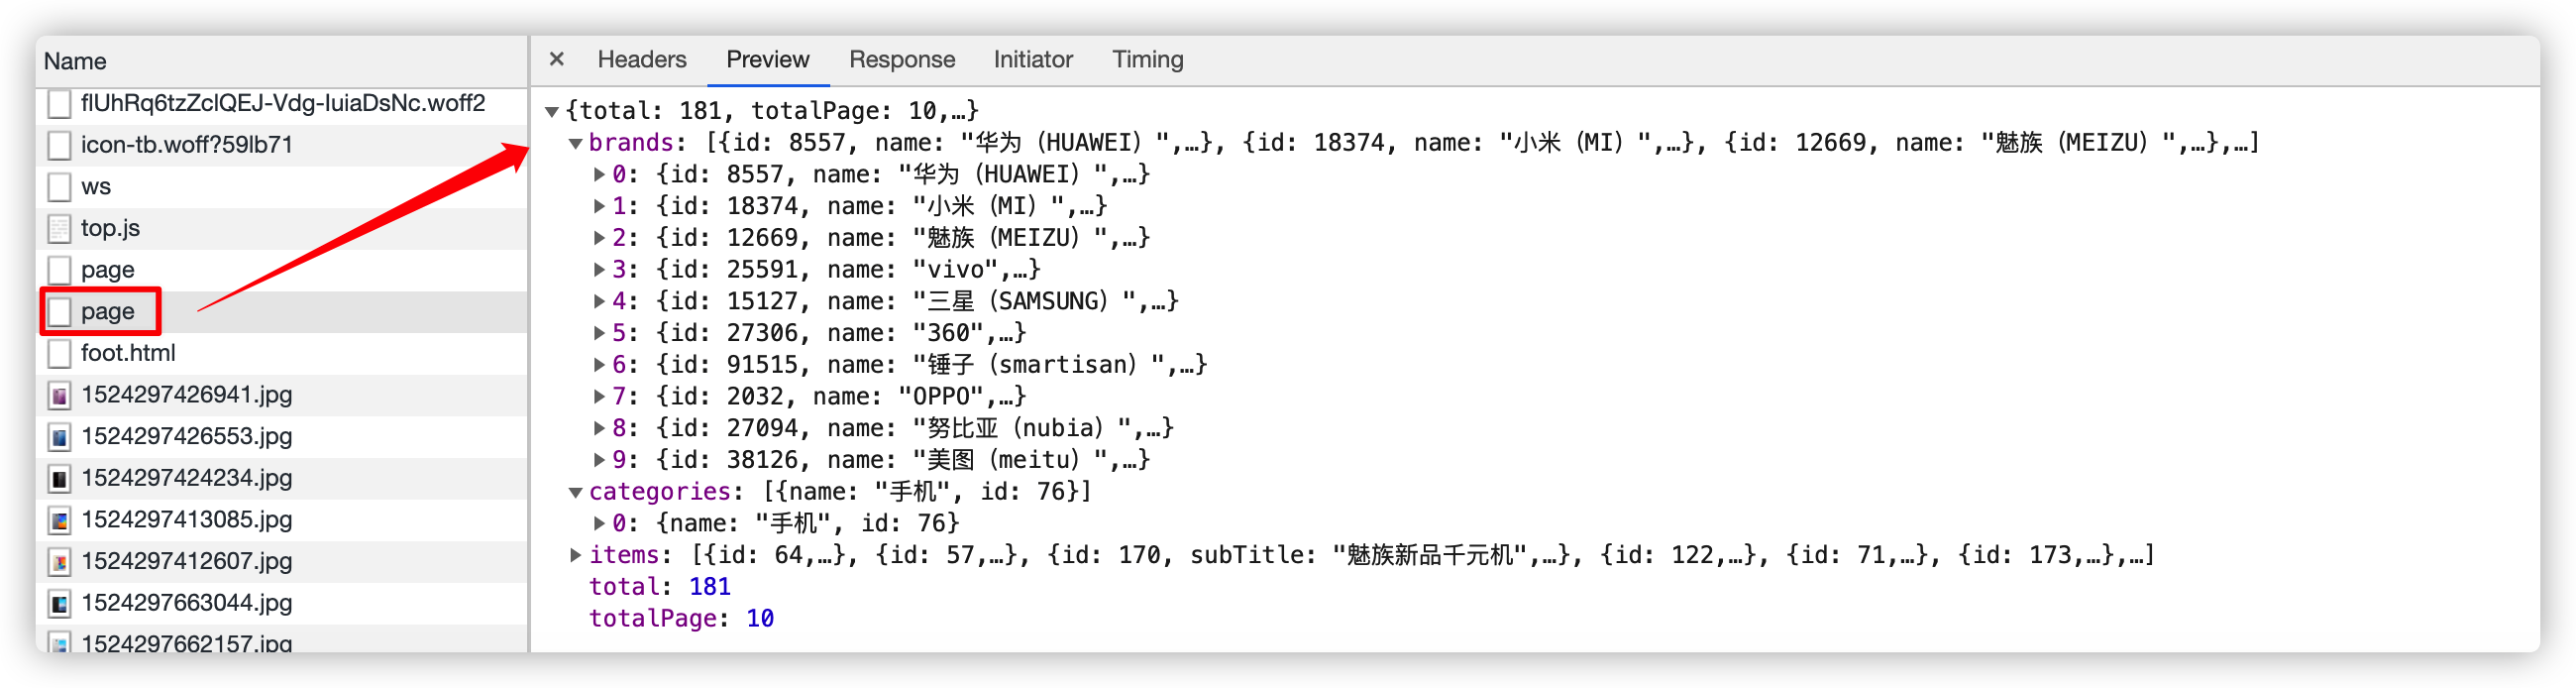 Name
flUhRq6tzZclQEJ-Vdg-IuiaDsNc.woff2
icon-tb.woff?59lb71
ws
top.js
page
page
foot.html
1524297426941.jpg
1524297426553.jpg
1524297424234.jpg
1524297413085.jpg
1524297412607.jpg
1524297663044.jpg
1524297662157.jpg
× Headers Preview Response Initiator Timing
▼{total: 181, totalPage: 10,…}
▼brands: [{id: 8557, name: "华为（HUAWEI）",…}, {id: 18374, name: "小米（MI）",…}, {id: 12669, name: "魅族（MEIZU）",…},…]
▶0: {id: 8557, name: "华为（HUAWEI）",…}
▶1: {id: 18374, name: "小米（MI）",…}
▶2: {id: 12669, name: "魅族（MEIZU）",…}
▶3: {id: 25591, name: "vivo",…}
▶4: {id: 15127, name: "三星（SAMSUNG）",…}
▶5: {id: 27306, name: "360",…}
▶6: {id: 91515, name: "锤子（smartisan）",…}
▶7: {id: 2032, name: "OPPO",…}
▶8: {id: 27094, name: "努比亚（nubia）",…}
▶9: {id: 38126, name: "美图（meitu）",…}
▼categories: [{name: "手机", id: 76}]
▶0: {name: "手机", id: 76}
▶items: [{id: 64,…}, {id: 57,…}, {id: 170, subTitle: "魅族新品千元机",…}, {id: 122,…}, {id: 71,…}, {id: 173,…},…]
total: 181
totalPage: 10